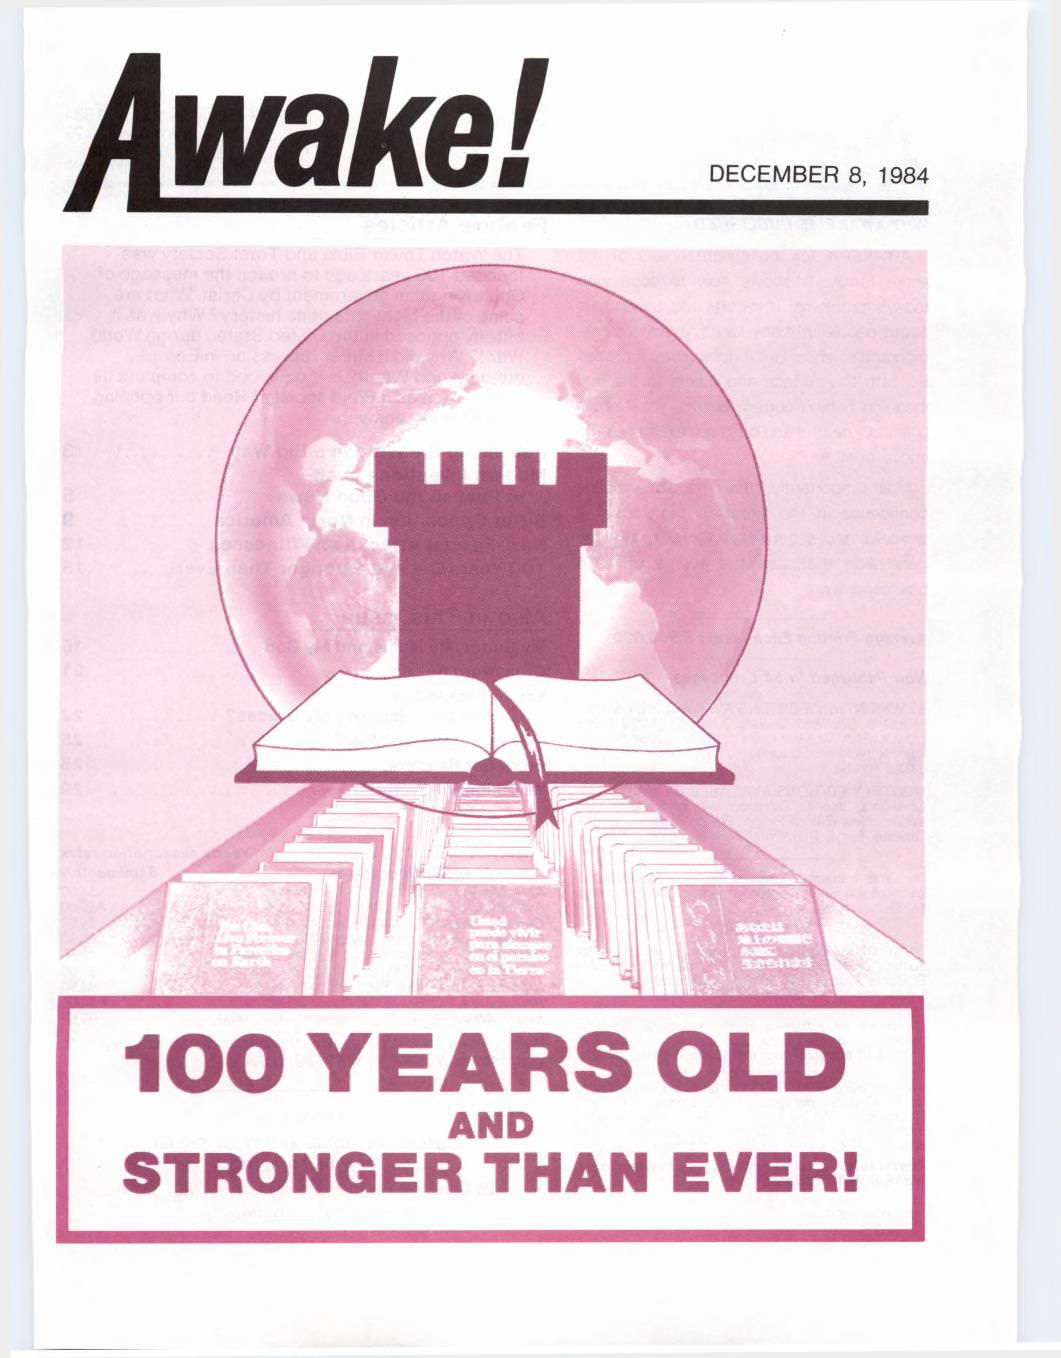 Awake!
DECEMBER 8, 1984
You Can
Live Forever
in Paradise
on Earth
Usted
puede vivir
para siempre
en el paraíso
en la Tierra
あなたは
地上の楽園で
永遠に
生きられます
100 YEARS OLD
AND
STRONGER THAN EVER!